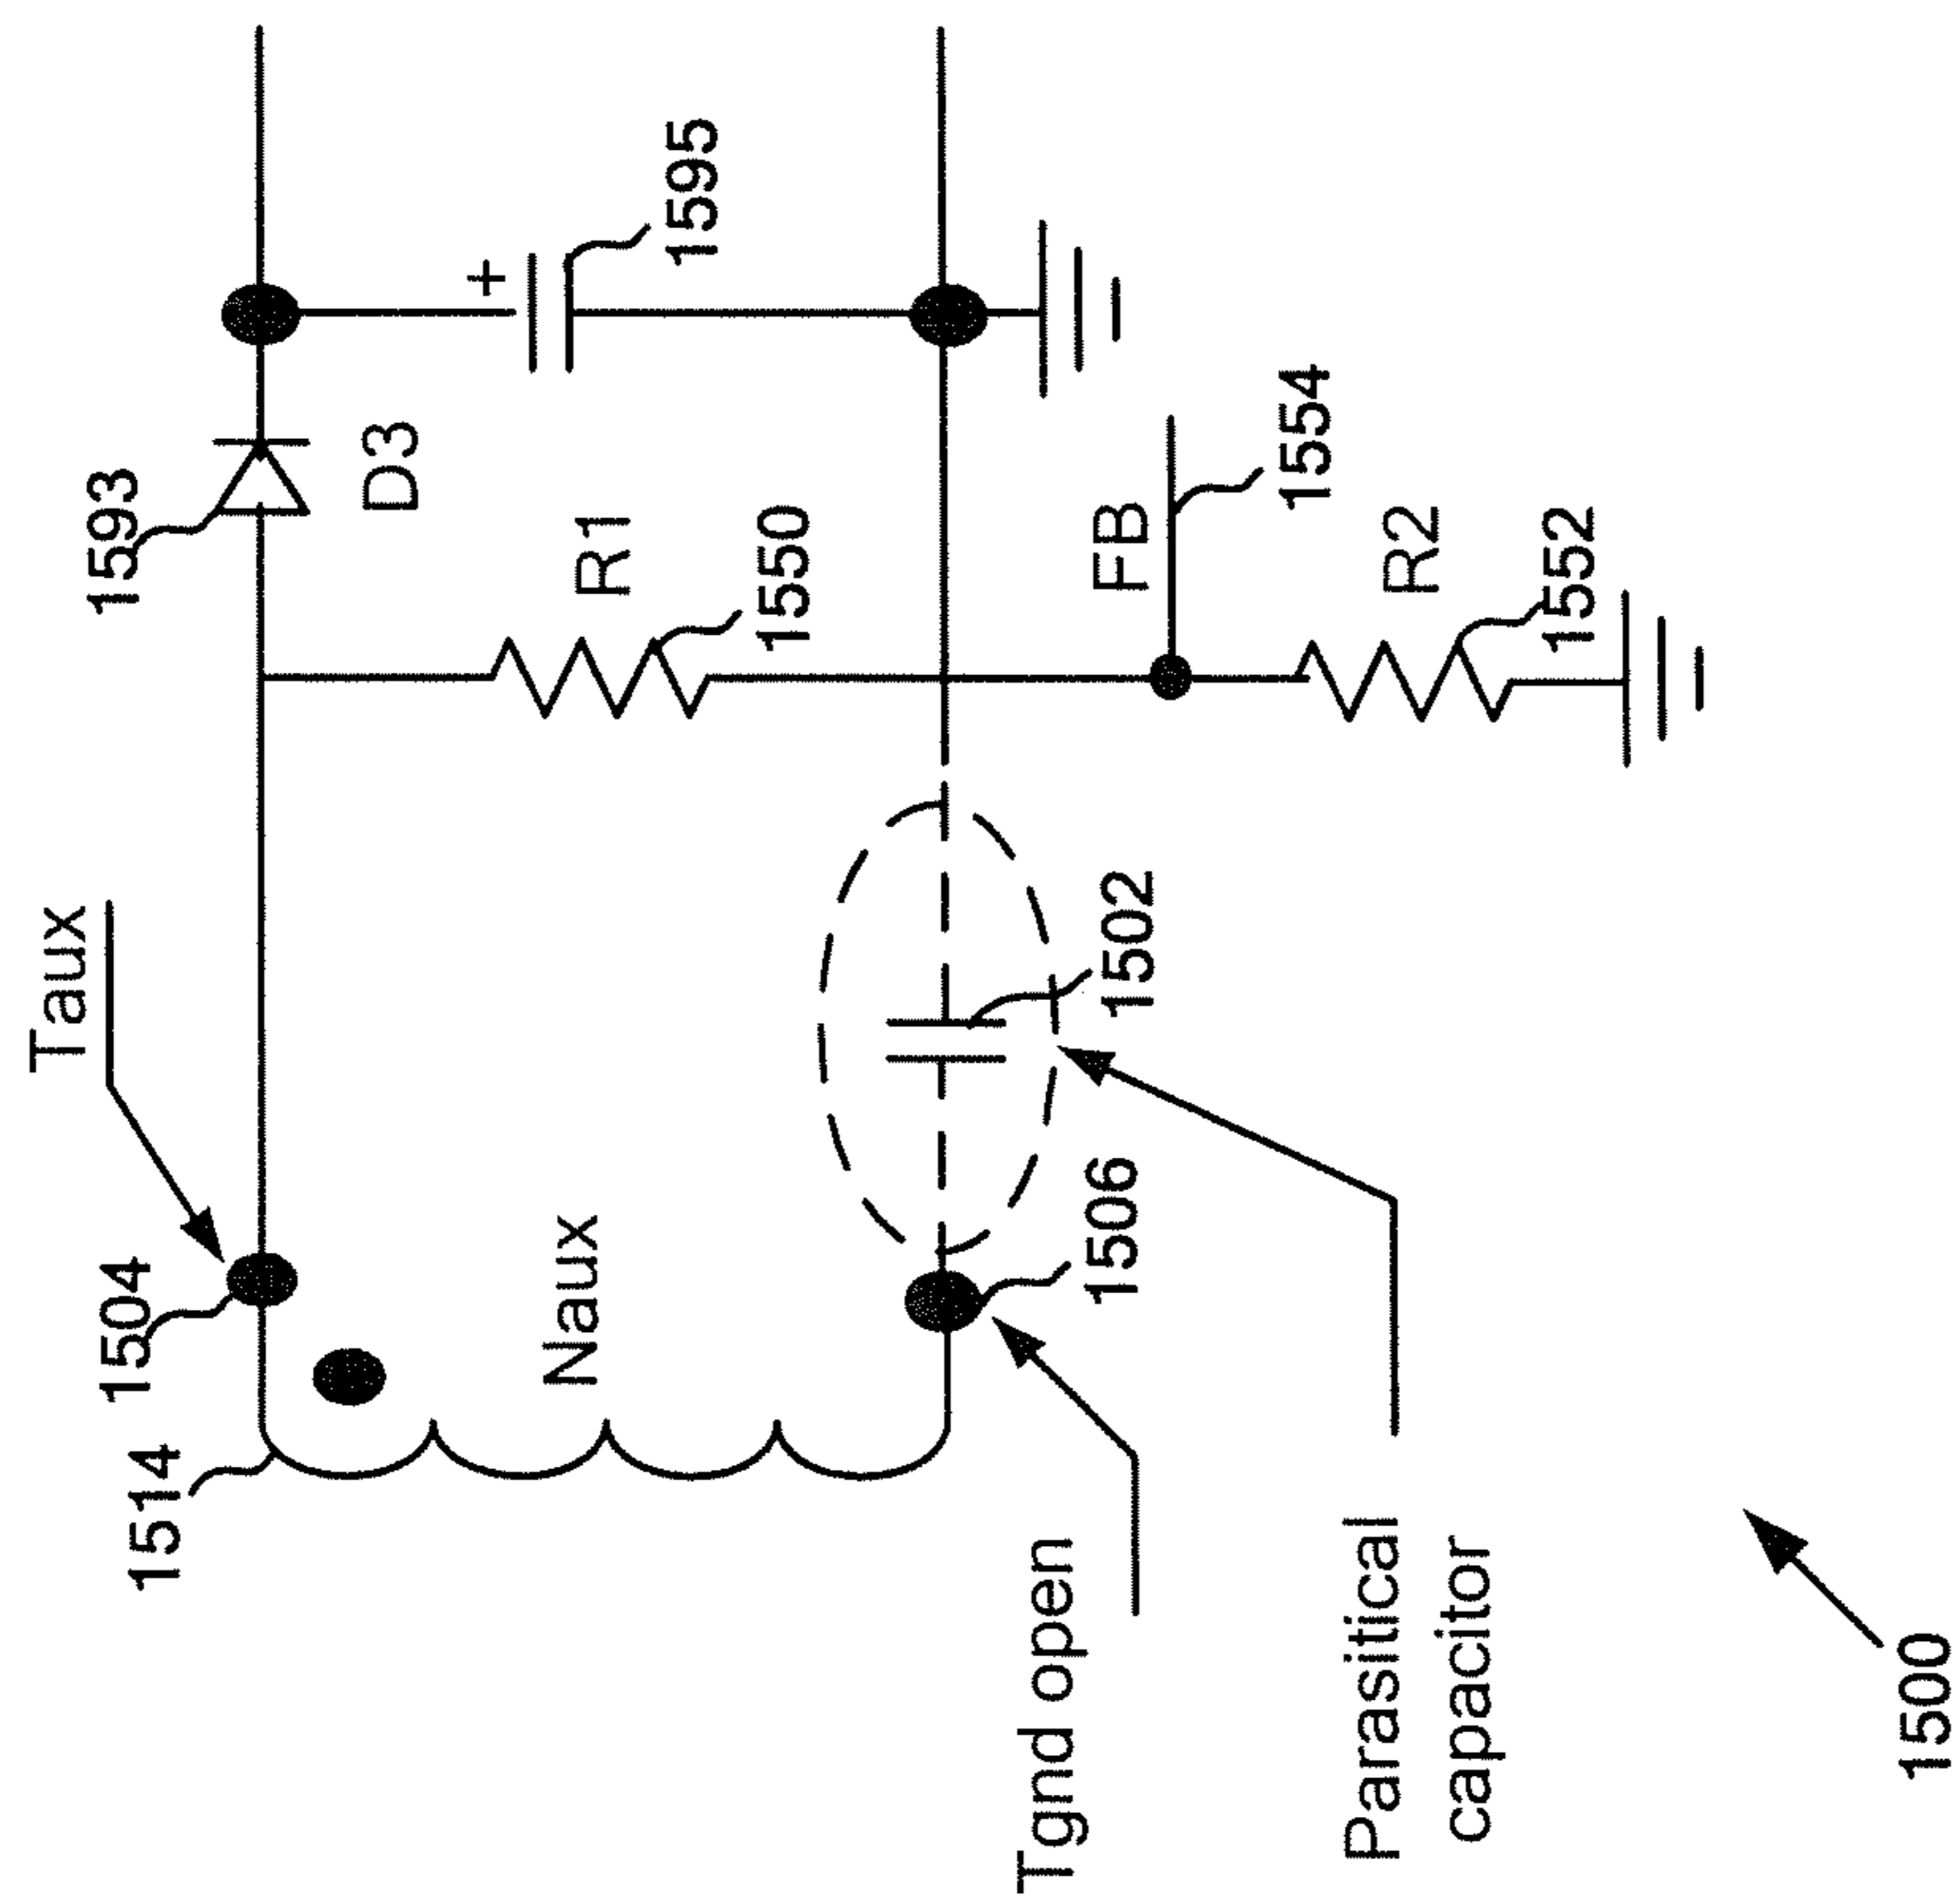 Taux
1504
1514
1593
D3
+
1595
R1
1550
Naux
Tgnd open
1506
1502
Parasitical
capacitor
FB
1554
R2
1552
1500